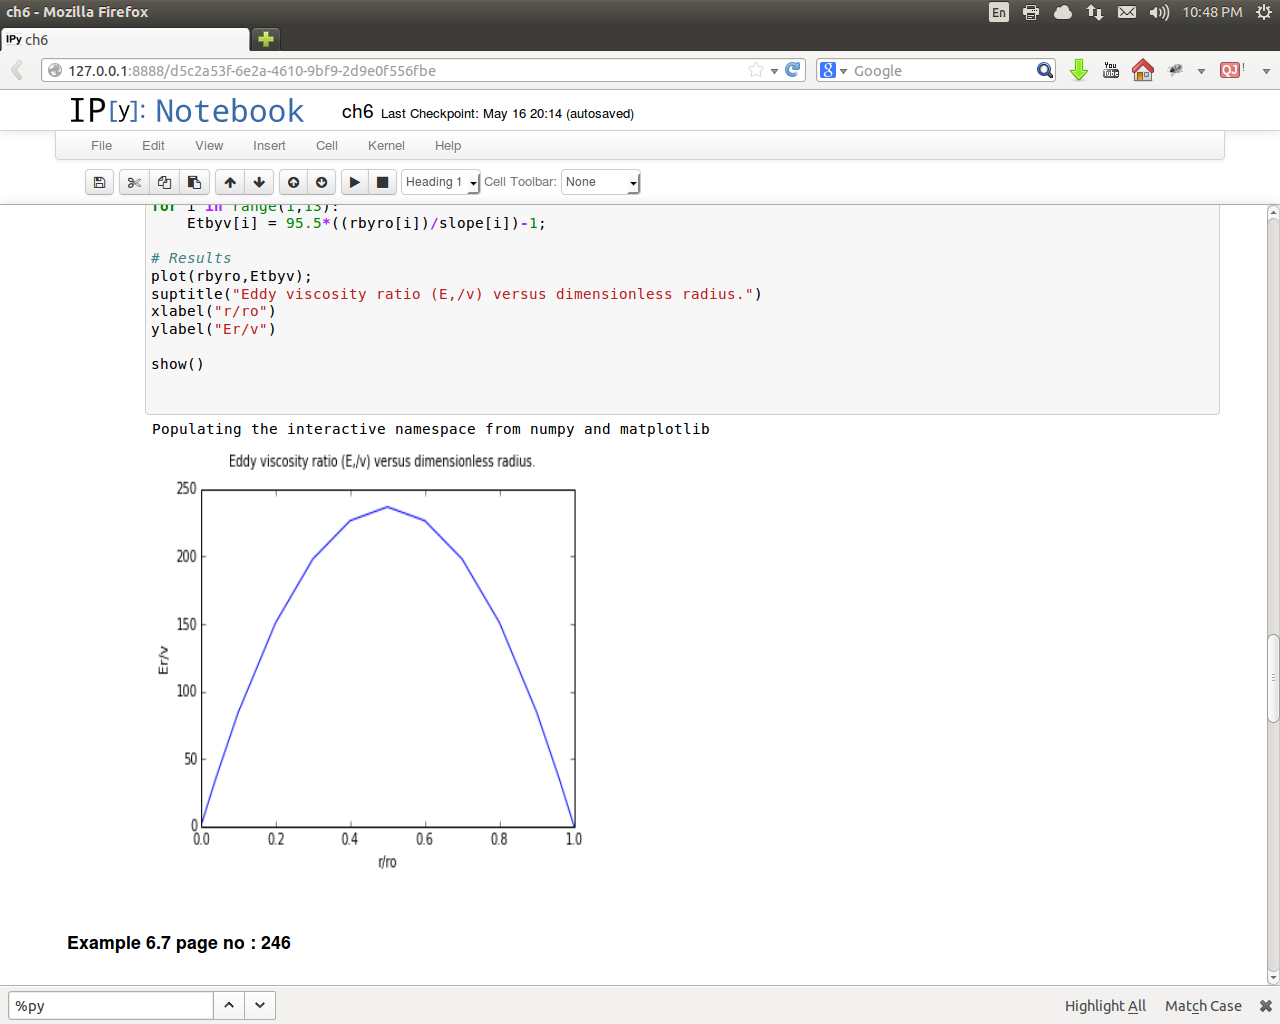 ch6 - Mozilla Firefox
En
10:48 PM
IPy ch6
127.0.0.1:8888/d5c2a53f-6e2a-4610-9bf9-2d9e0f556fbe
8
Google
You Tube
QJ !
IP[y]: Notebook
ch6 Last Checkpoint: May 16 20:14 (autosaved)
File Edit View Insert Cell Kernel Help
Heading 1 Cell Toolbar: None
for i in range(1,13):
    Etbyv[i] = 95.5*((rbyro[i])/slope[i])-1;
# Results
plot(rbyro,Etbyv);
suptitle("Eddy viscosity ratio (E,/v) versus dimensionless radius.")
xlabel("r/ro")
ylabel("Er/v")
show()
Populating the interactive namespace from numpy and matplotlib
Eddy viscosity ratio (E,/v) versus dimensionless radius.
250
200
150
100
50
0
Er/v
0.0 0.2 0.4 0.6 0.8 1.0
r/ro
Example 6.7 page no : 246
%py
Highlight All Match Case